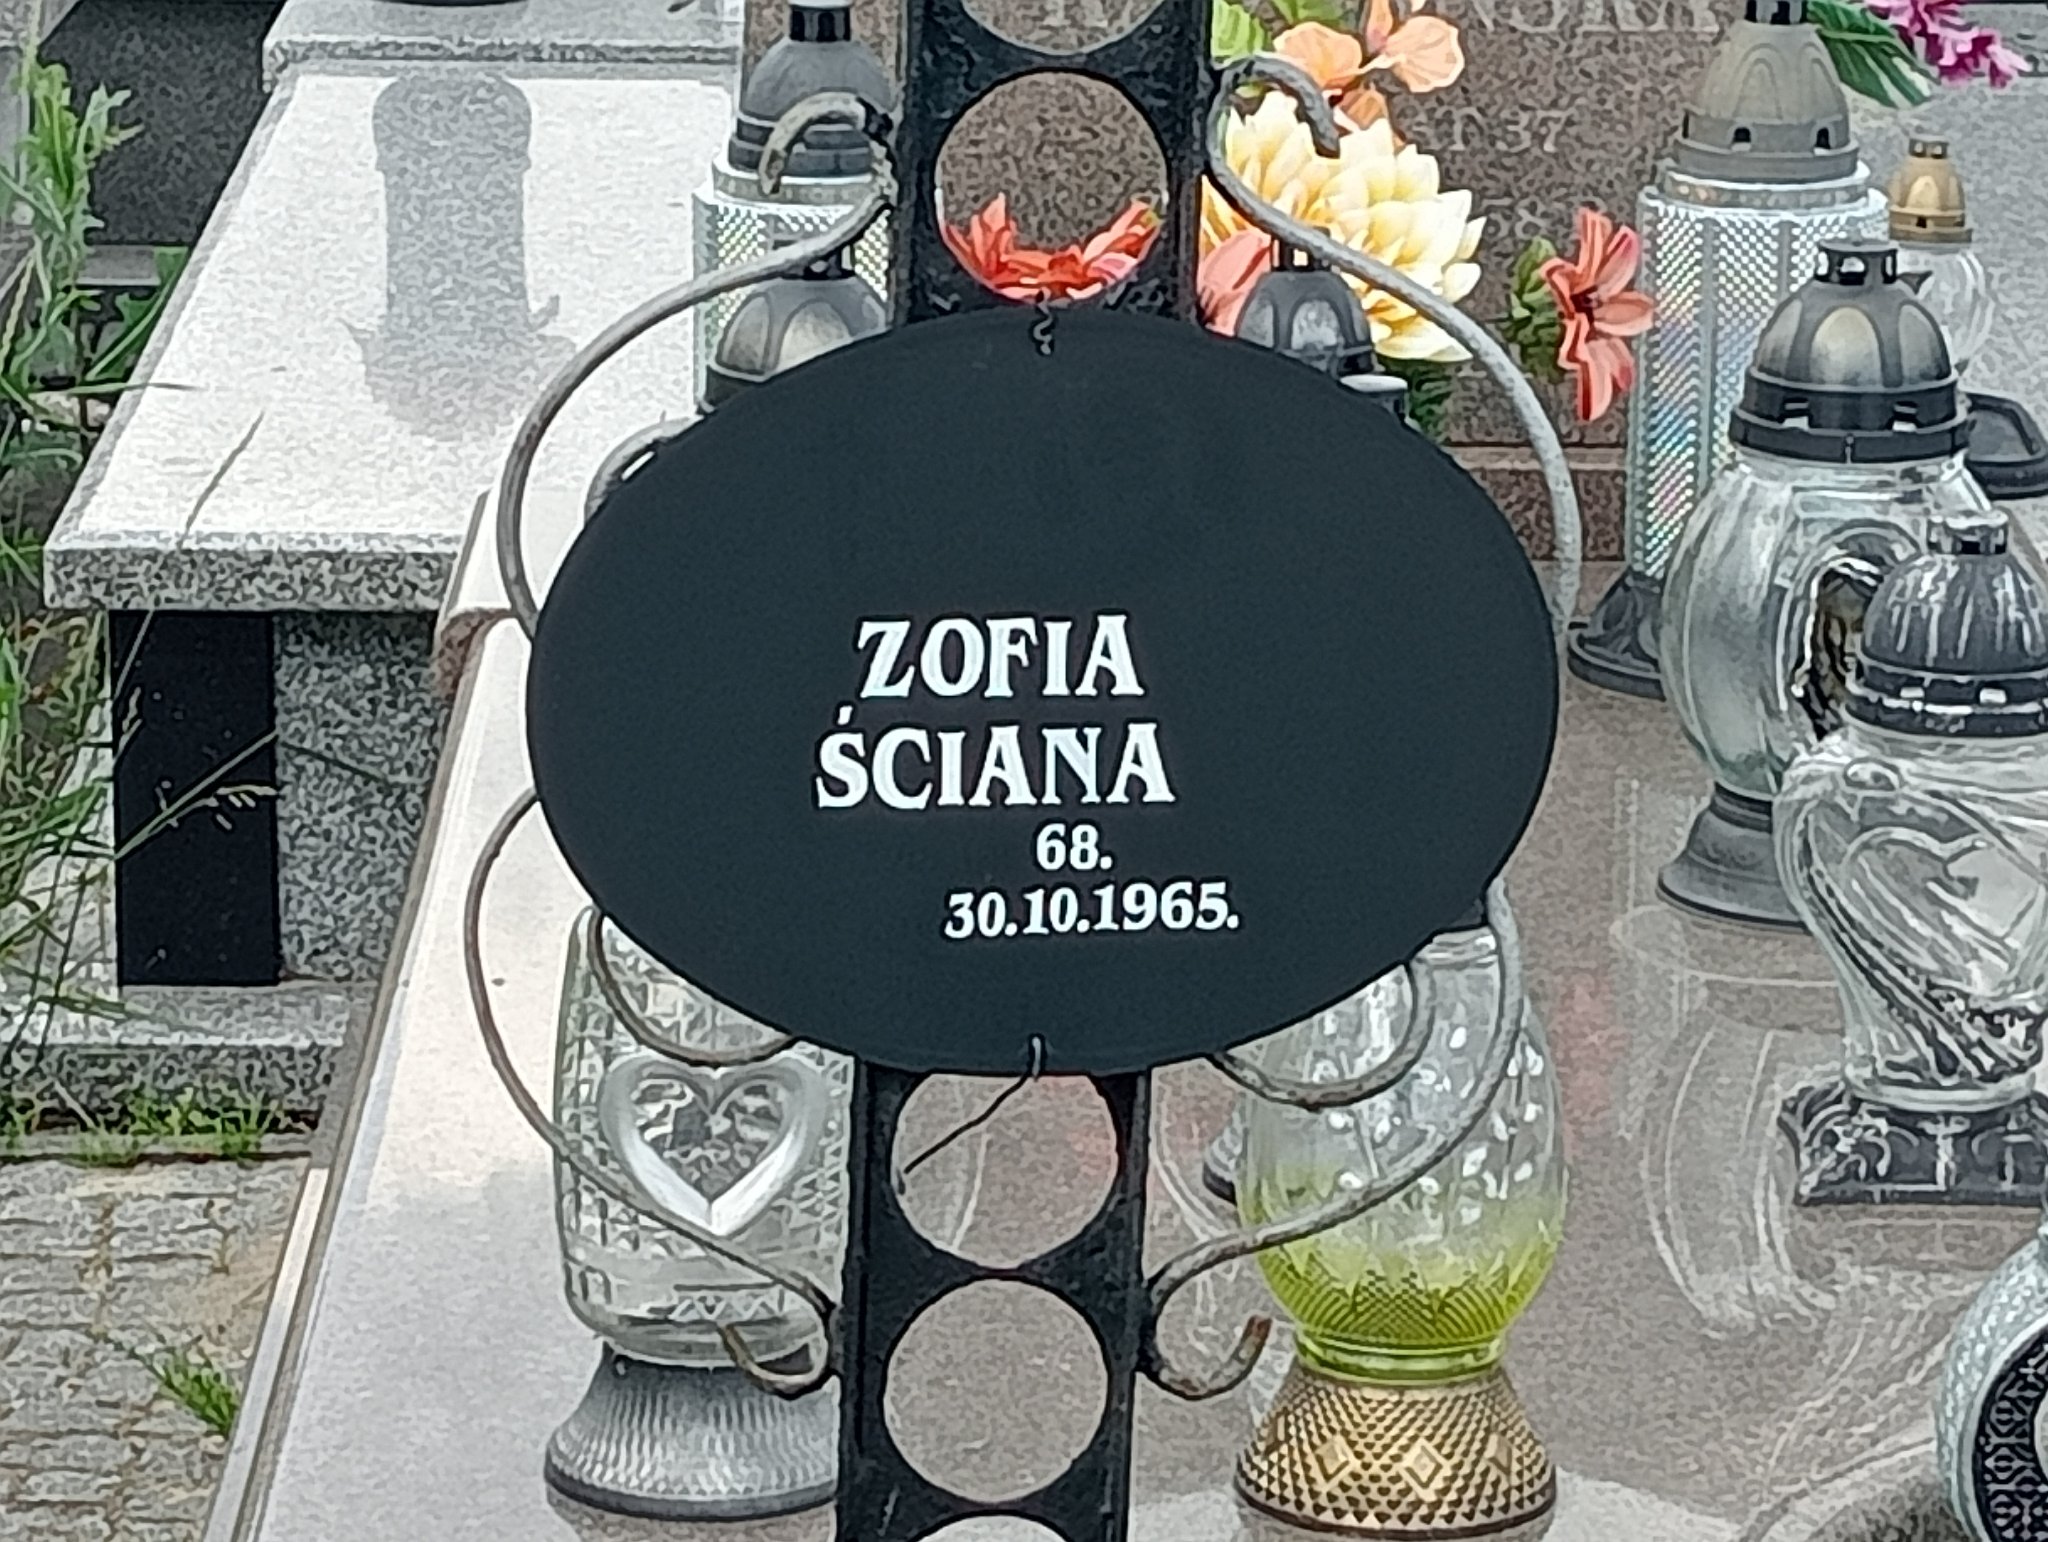 ZOFIA
ŚCIANA
68.
30.10.1965.